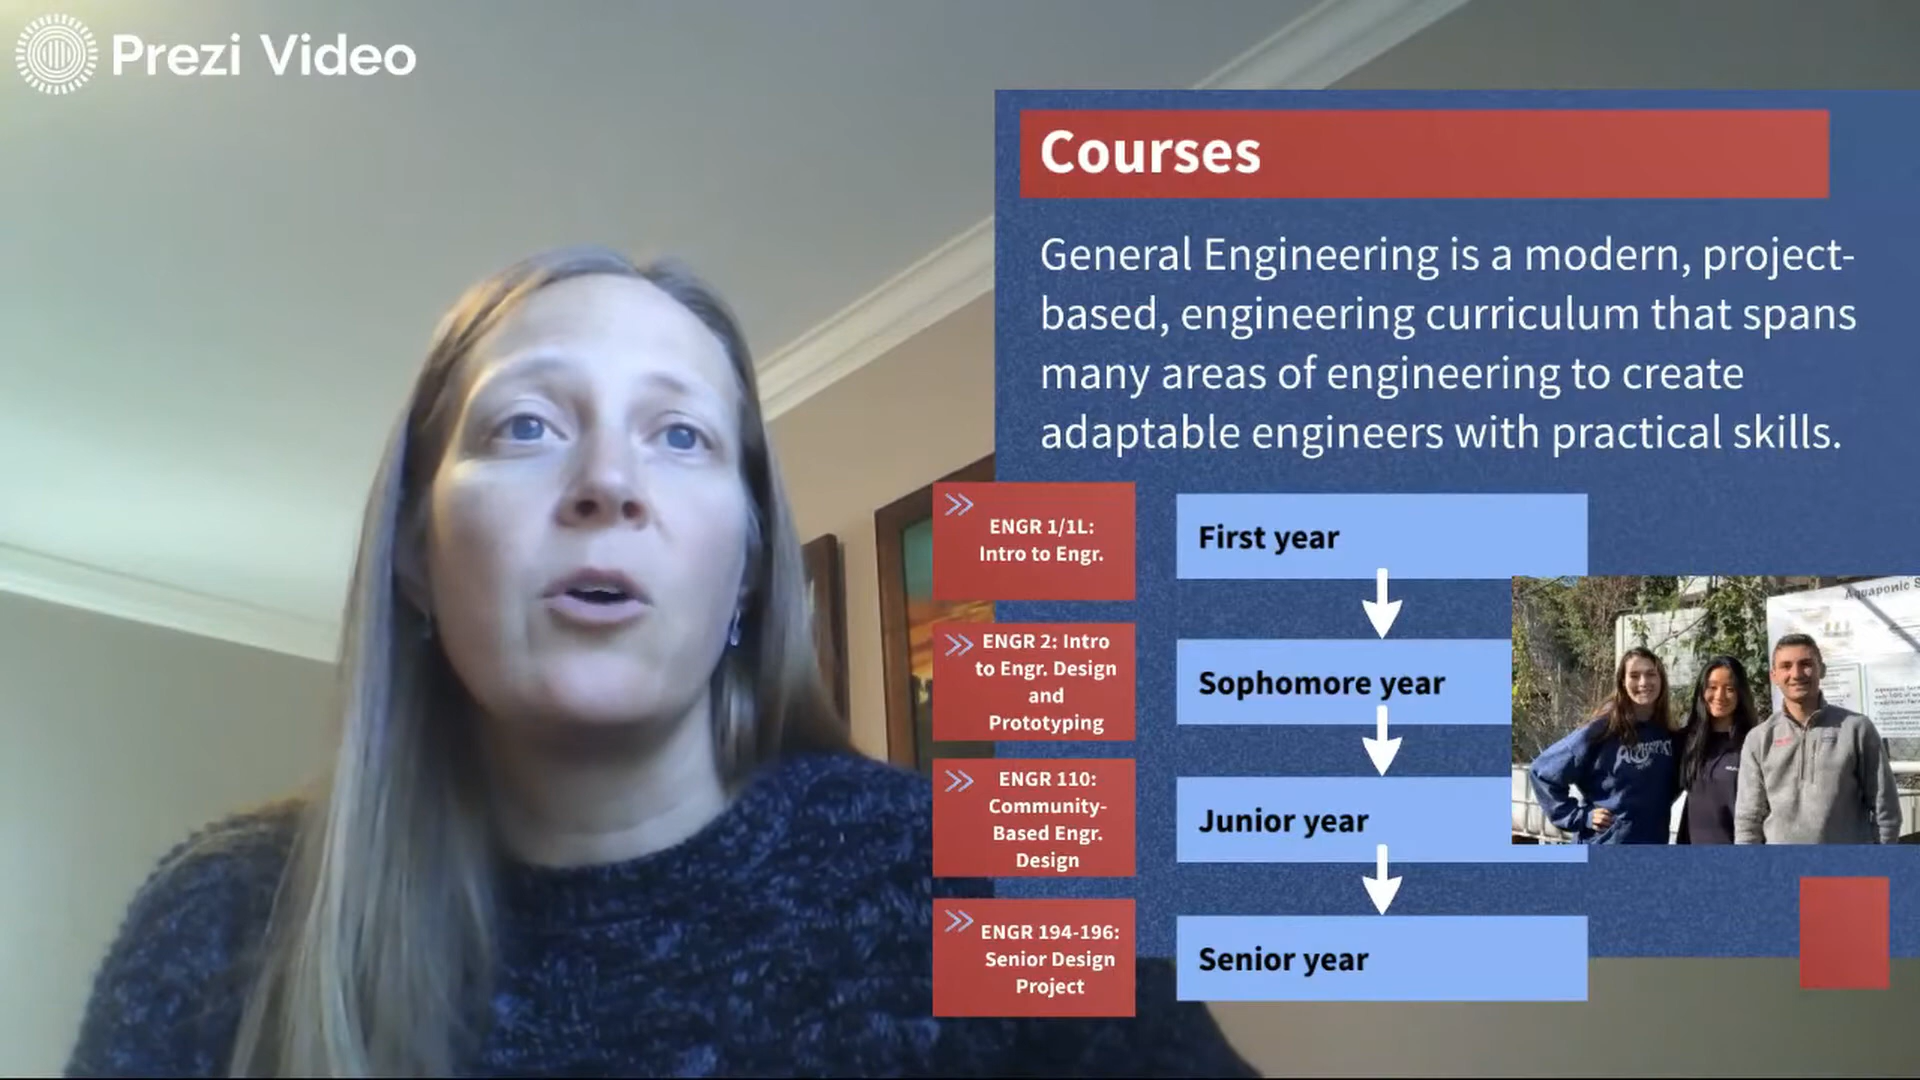 Prezi Video
Courses
General Engineering is a modern, project-
based, engineering curriculum that spans
many areas of engineering to create
adaptable engineers with practical skills.
ENGR 1/1L:
Intro to Engr.
First year
ENGR 2: Intro
to Engr. Design
and
Prototyping
Sophomore year
ENGR 110:
Community-
Based Engr.
Design
Junior year
ENGR 194-196:
Senior Design
Project
Senior year
Aquaponic S